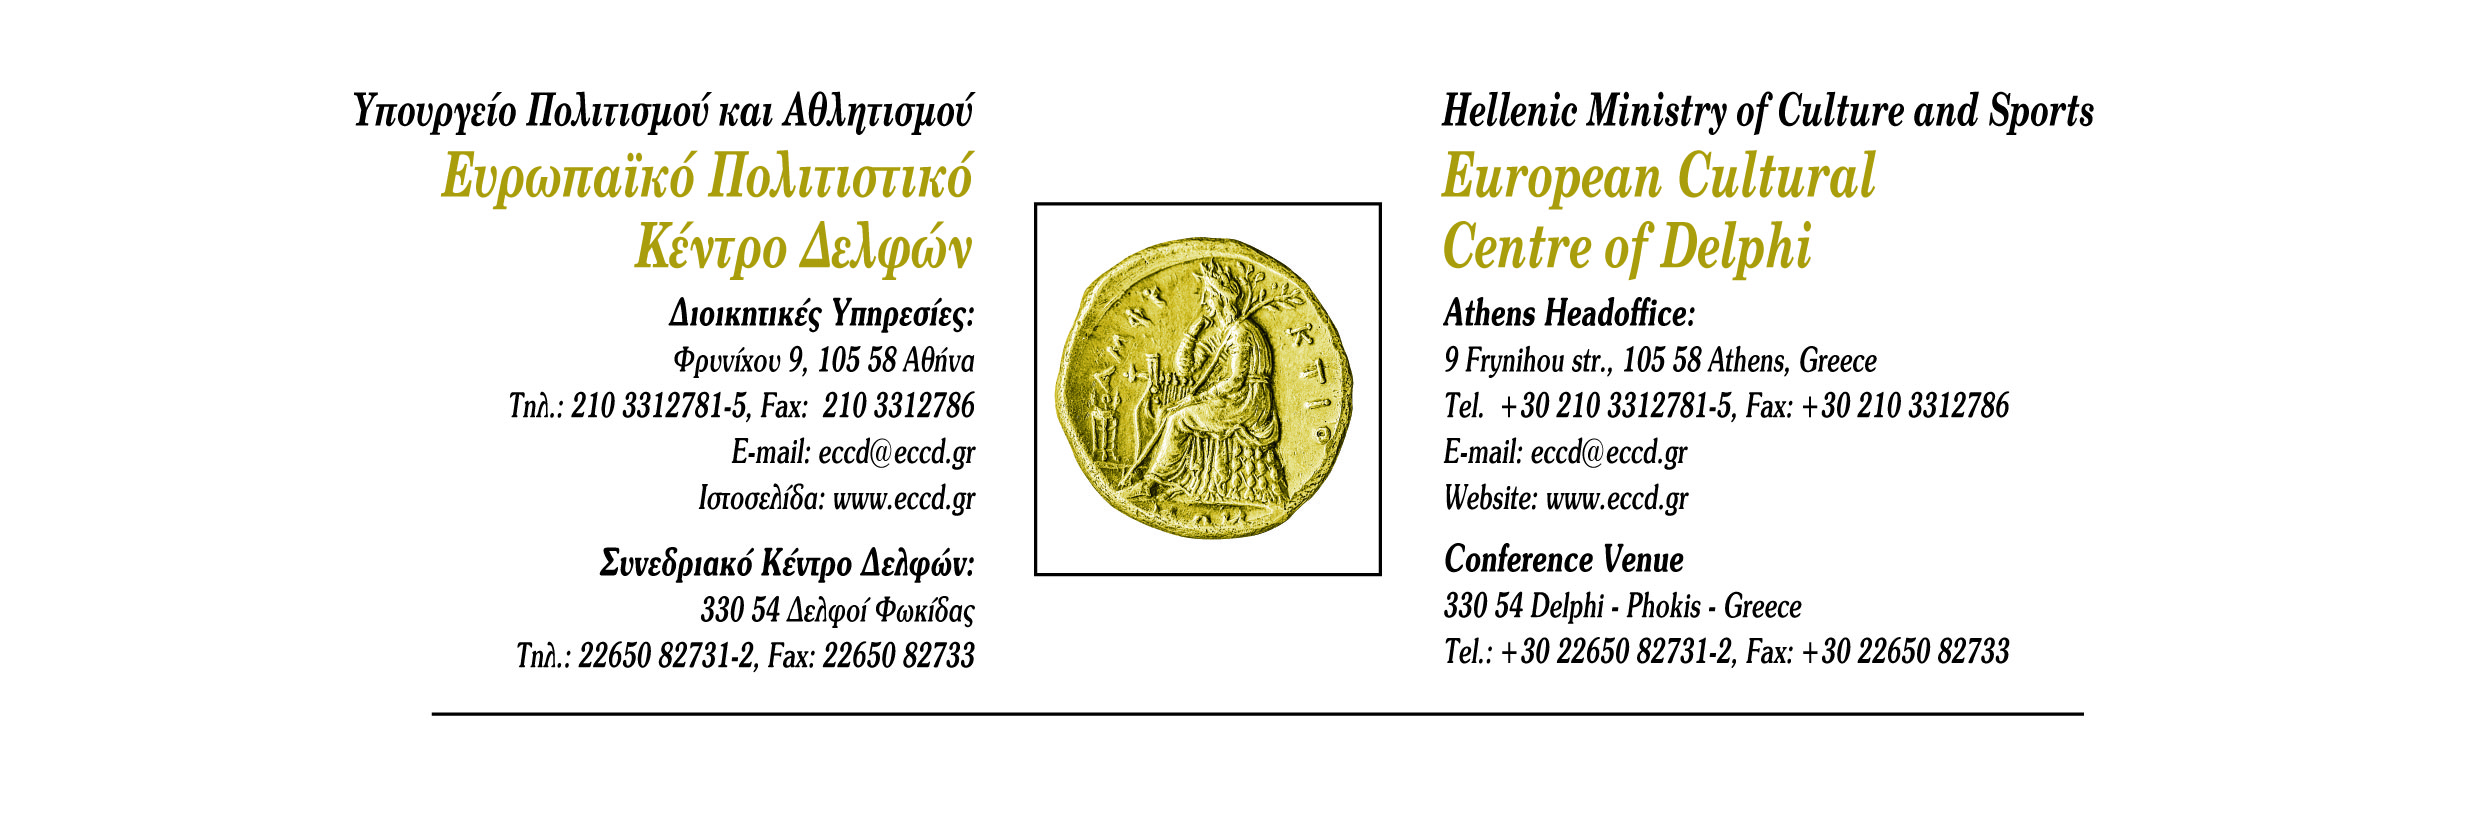 Υπουργείο Πολιτισμού και Αθλητισμού
Ευρωπαϊκό Πολιτιστικό
Κέντρο Δελφών
Διοικητικές Υπηρεσίες:
Φρυνίχου 9, 105 58 Αθήνα
Τηλ.: 210 3312781-5, Fax: 210 3312786
E-mail: eccd@eccd.gr
Ιστοσελίδα: www.eccd.gr
Συνεδριακό Κέντρο Δελφών:
330 54 Δελφοί Φωκίδας
Τηλ.: 22650 82731-2, Fax: 22650 82733
ΚΤΙΟ
Hellenic Ministry of Culture and Sports
European Cultural
Centre of Delphi
Athens Headoffice:
9 Frynihou str., 105 58 Athens, Greece
Tel. +30 210 3312781-5, Fax: +30 210 3312786
E-mail: eccd@eccd.gr
Website: www.eccd.gr
Conference Venue
330 54 Delphi - Phokis - Greece
Tel.: +30 22650 82731-2, Fax: +30 22650 82733